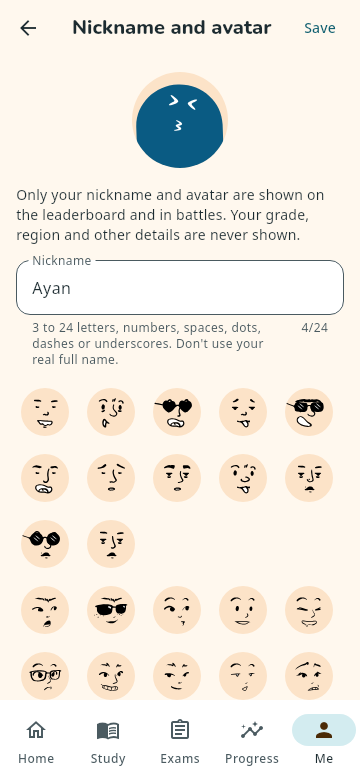 Nickname and avatar
Save
Only your nickname and avatar are shown on
the leaderboard and in battles. Your grade,
region and other details are never shown.
Nickname
Ayan
3 to 24 letters, numbers, spaces, dots, 4/24
dashes or underscores. Don't use your
real full name.
Home Study Exams Progress Me